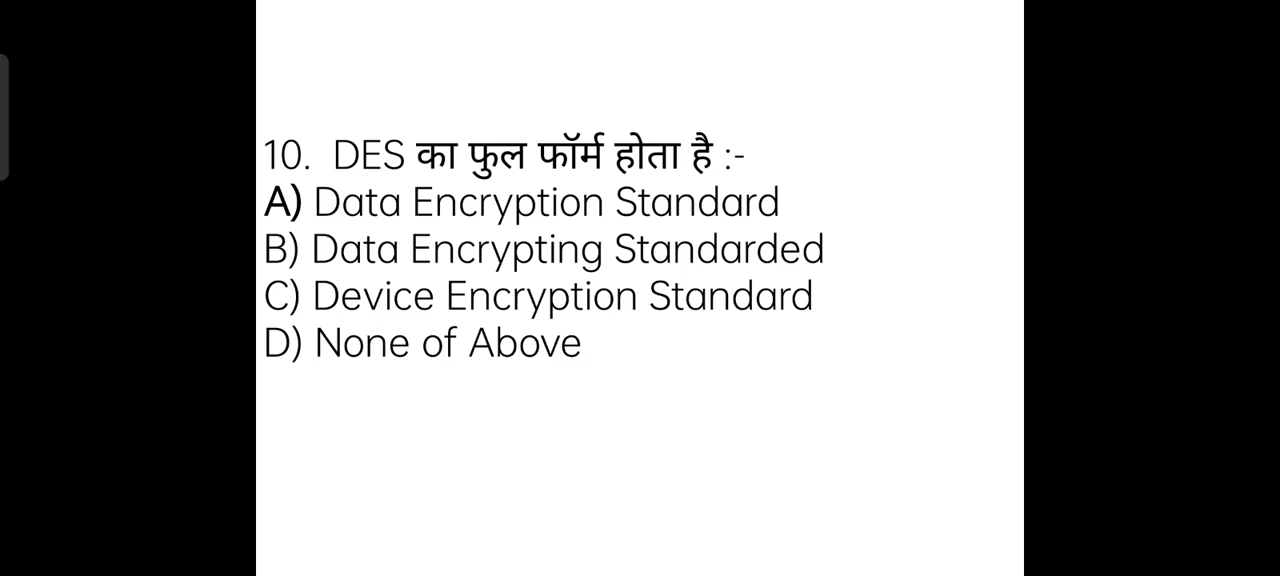 10. DES का फुल फॉर्म होता है :-
A) Data Encryption Standard
B) Data Encrypting Standarded
C) Device Encryption Standard
D) None of Above